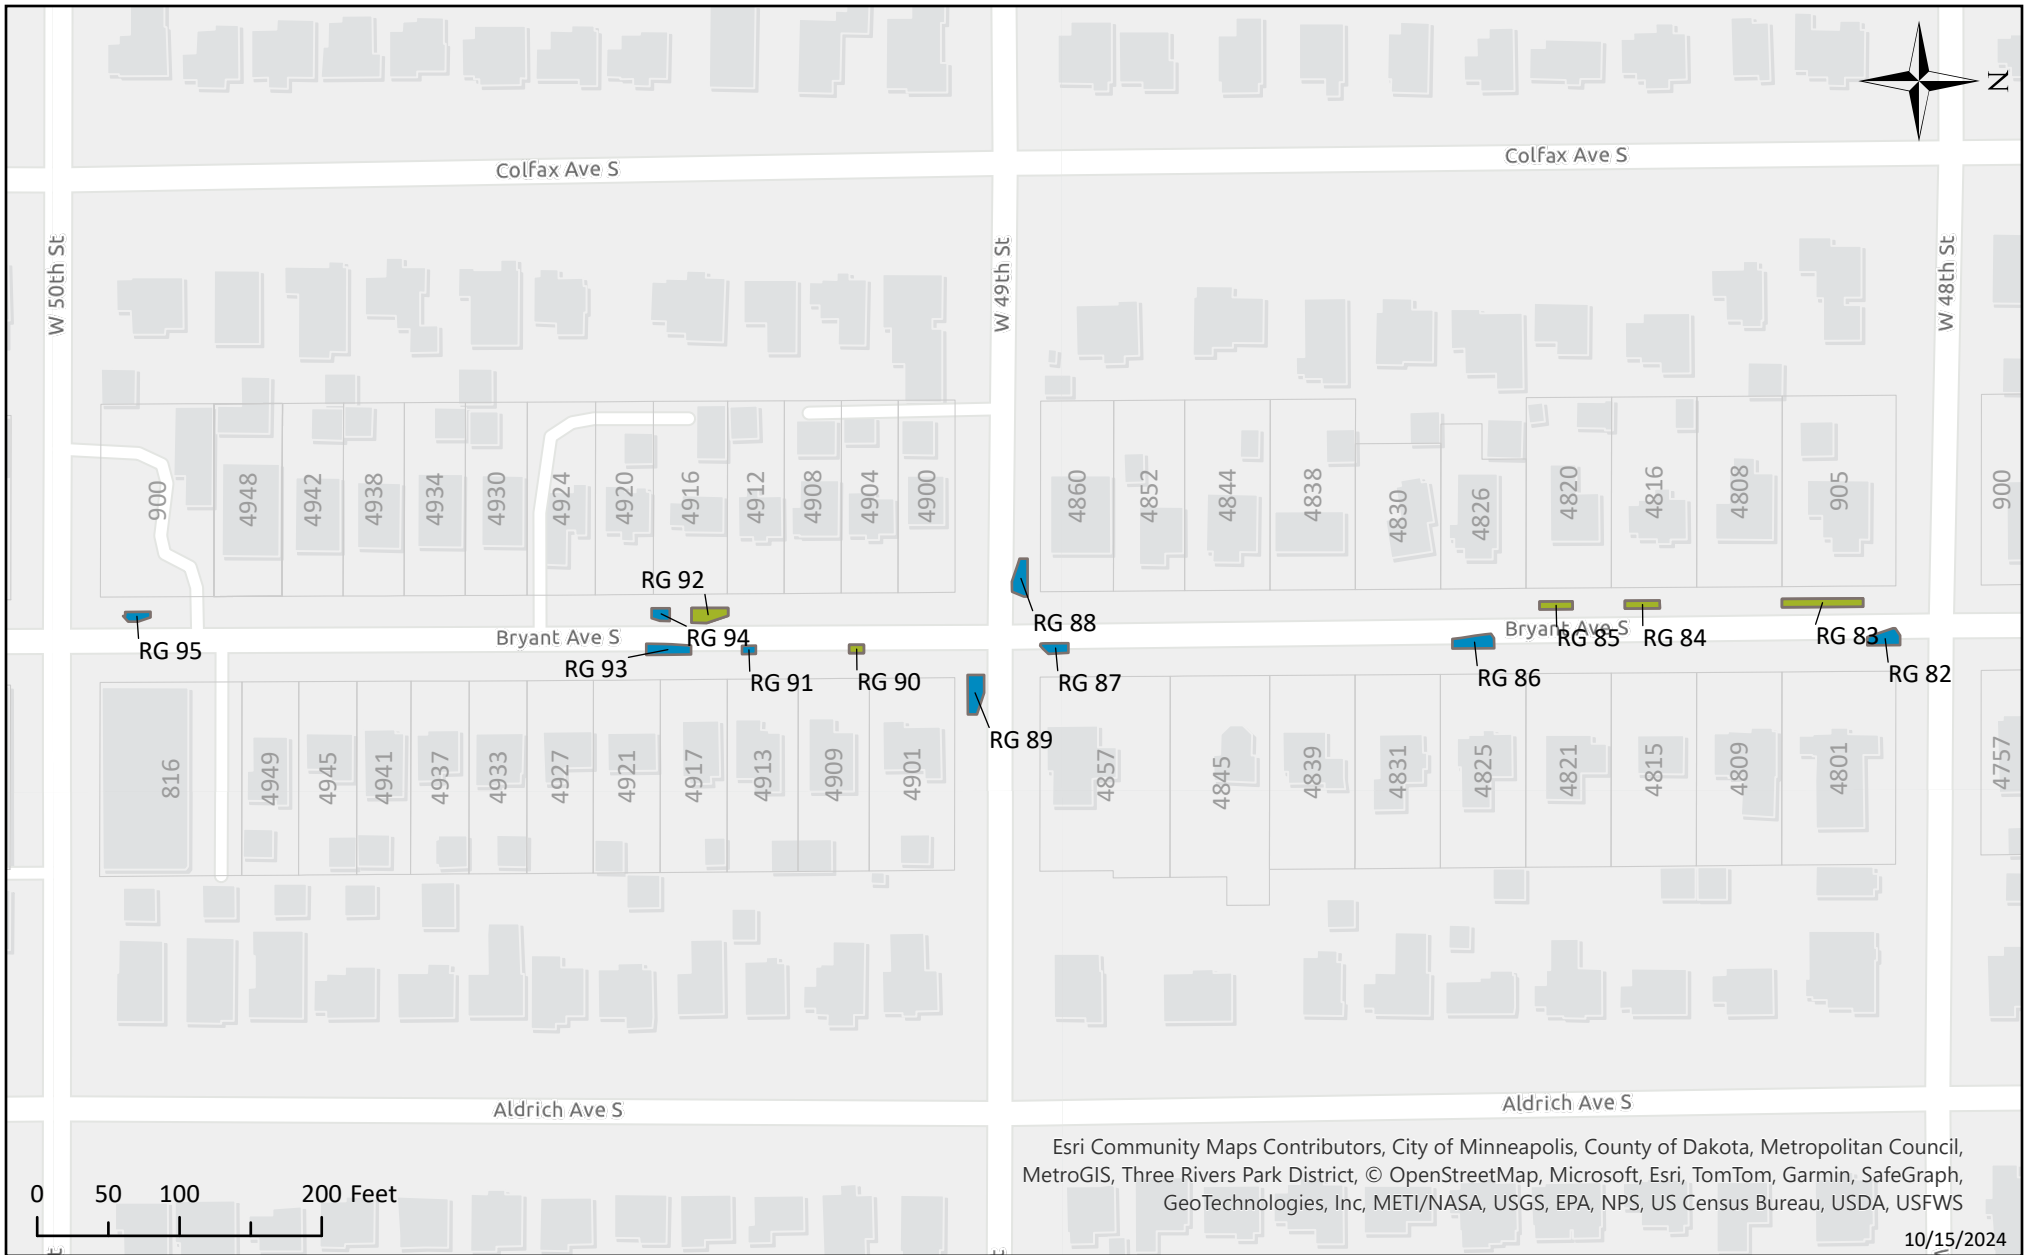 N
Colfax Ave S
Colfax Ave S
W 50th St
W 49th St
W 48th St
900
4948
4942
4938
4934
4930
4924
4920
4916
4912
4908
4904
4900
4860
4852
4844
4838
4830
4826
4820
4816
4808
905
900
RG 92
RG 88
Bryant Ave S
RG 94
Bryant Ave S
RG 85
RG 84
RG 83
RG 95
RG 93
RG 91
RG 90
RG 87
RG 86
RG 82
RG 89
816
4949
4945
4941
4937
4933
4927
4921
4917
4913
4909
4901
4857
4845
4839
4831
4825
4821
4815
4809
4801
4757
Aldrich Ave S
Aldrich Ave S
Esri Community Maps Contributors, City of Minneapolis, County of Dakota, Metropolitan Council,
MetroGIS, Three Rivers Park District, © OpenStreetMap, Microsoft, Esri, TomTom, Garmin, SafeGraph,
GeoTechnologies, Inc, METI/NASA, USGS, EPA, NPS, US Census Bureau, USDA, USFWS
0 50 100 200 Feet
10/15/2024